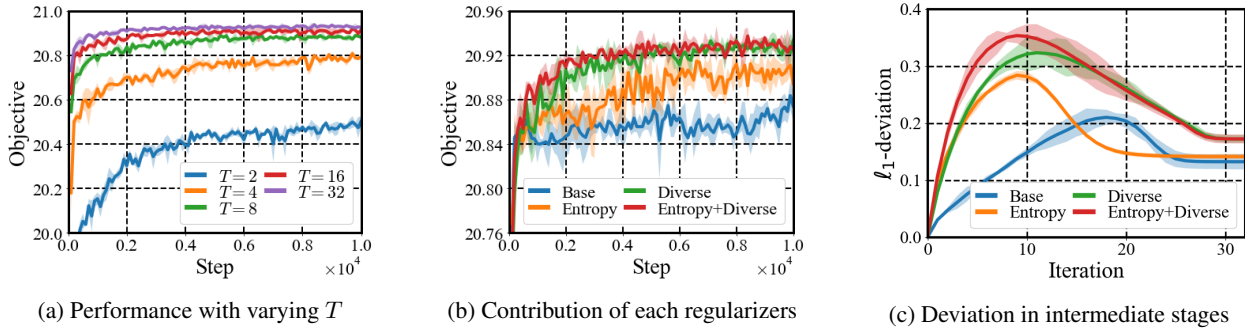 21.0
20.8
20.6
20.4
20.2
20.0
Objective
T = 2
T = 4
T = 8
T = 16
T = 32
0.0 0.2 0.4 0.6 0.8 1.0
Step
×10⁴
(a) Performance with varying T
20.96
20.92
20.88
20.84
20.80
20.76
Objective
Base
Entropy
Diverse
Entropy+Diverse
0.0 0.2 0.4 0.6 0.8 1.0
Step
×10⁴
(b) Contribution of each regularizers
0.4
0.3
0.2
0.1
0.0
ℓ₁-deviation
Base
Entropy
Diverse
Entropy+Diverse
0 10 20 30
Iteration
(c) Deviation in intermediate stages